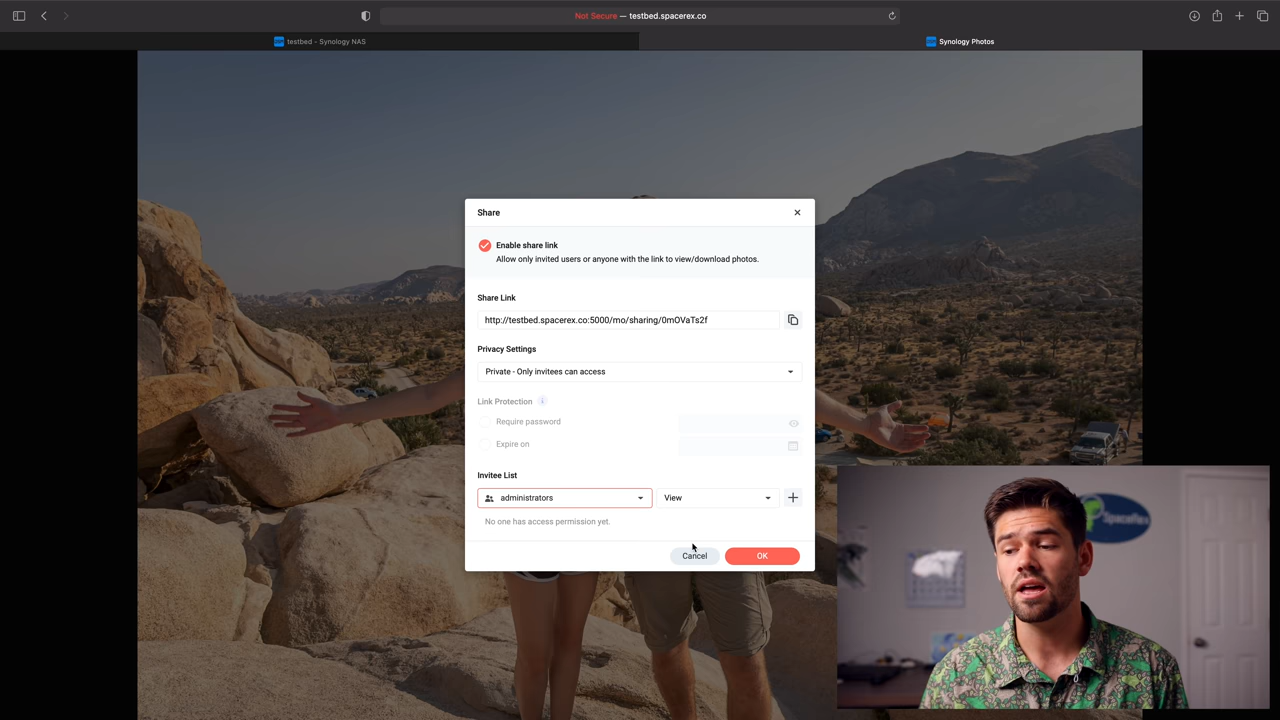 Not Secure — testbed.spacerex.co
testbed - Synology NAS
Synology Photos
Share
Enable share link
Allow only invited users or anyone with the link to view/download photos.
Share Link
http://testbed.spacerex.co:5000/mo/sharing/0mOVaTs2f
Privacy Settings
Private - Only invitees can access
Link Protection
Require password
Expire on
Invitee List
administrators
View
No one has access permission yet.
Cancel
OK
SpaceRex